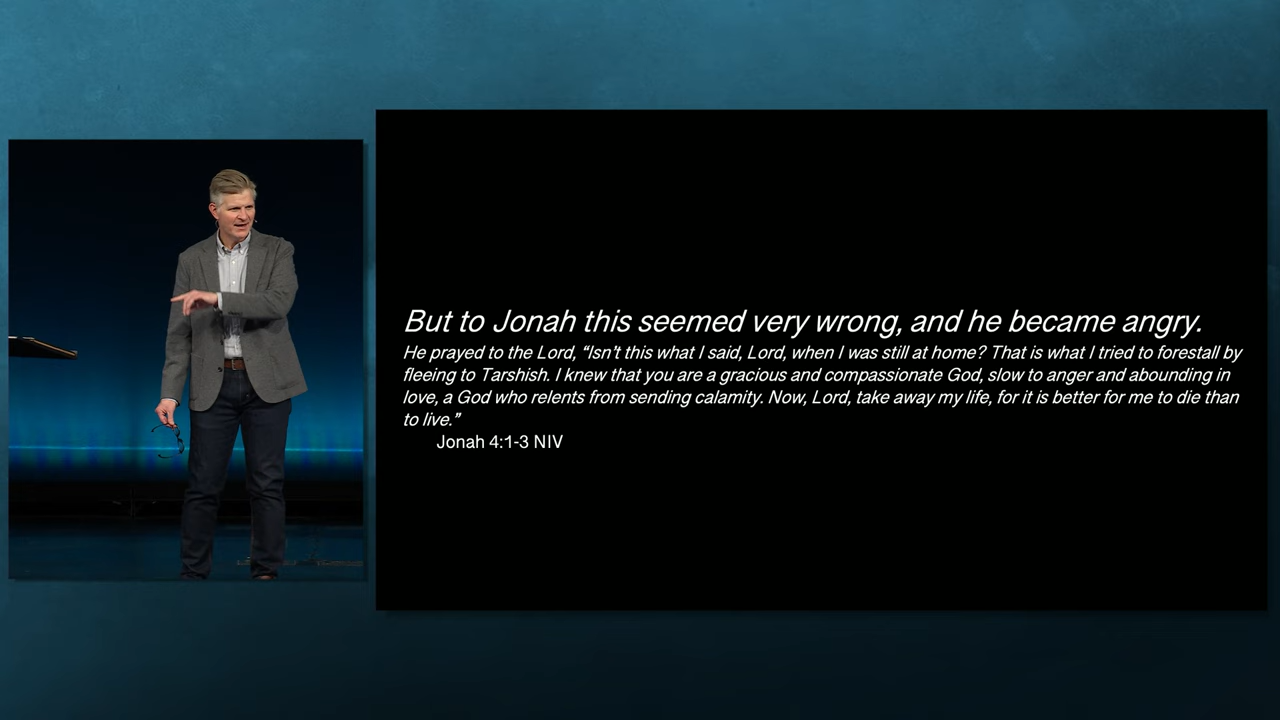 But to Jonah this seemed very wrong, and he became angry.
He prayed to the Lord, “Isn’t this what I said, Lord, when I was still at home? That is what I tried to forestall by
fleeing to Tarshish. I knew that you are a gracious and compassionate God, slow to anger and abounding in
love, a God who relents from sending calamity. Now, Lord, take away my life, for it is better for me to die than
to live.”
Jonah 4:1-3 NIV